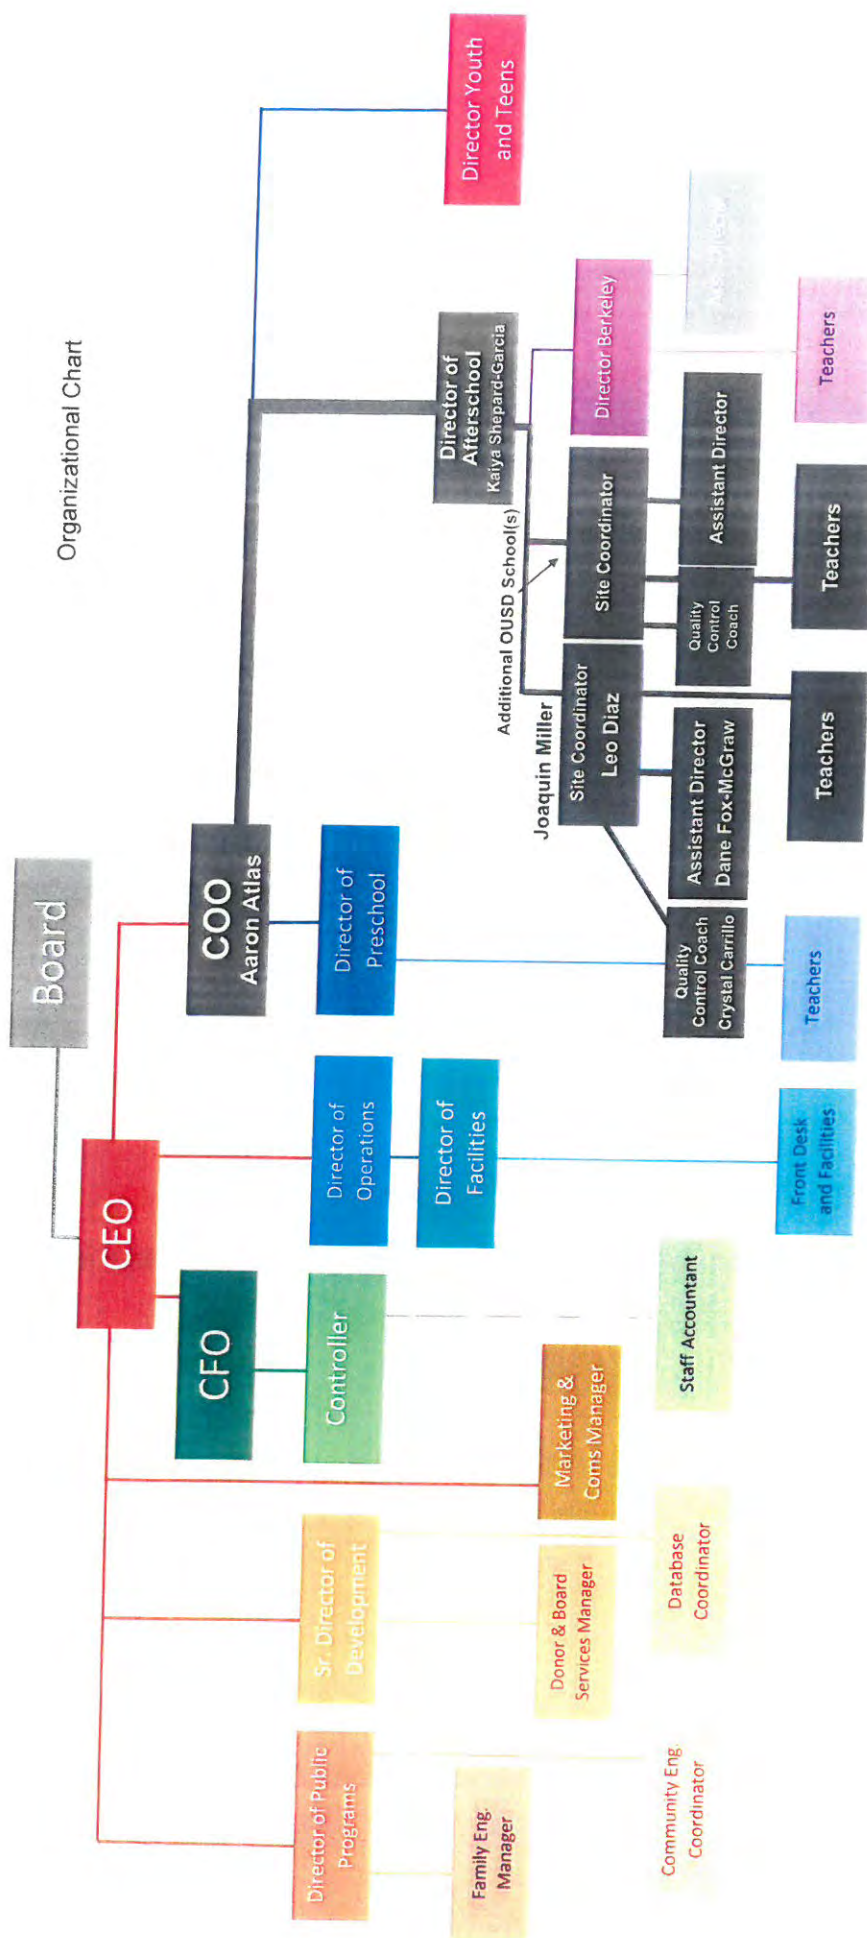 Organizational Chart
Board
CEO
CFO
COO
Aaron Atlas
Director of Public
Programs
Sr. Director of
Development
Controller
Director of
Operations
Director of
Preschool
Family Eng.
Manager
Director of
Facilities
Director of
Afterschool
Kaiya Shepard-Garcia
Director Youth
and Teens
Additional OUSD School(s)
Joaquin Miller
Donor & Board
Services Manager
Marketing &
Coms Manager
Site Coordinator
Leo Diaz
Site Coordinator
Director Berkeley
Community Eng.
Coordinator
Database
Coordinator
Staff Accountant
Quality
Control Coach
Crystal Carrillo
Assistant Director
Dane Fox-McGraw
Quality
Control
Coach
Assistant Director
Front Desk
and Facilities
Teachers
Teachers
Teachers
Teachers